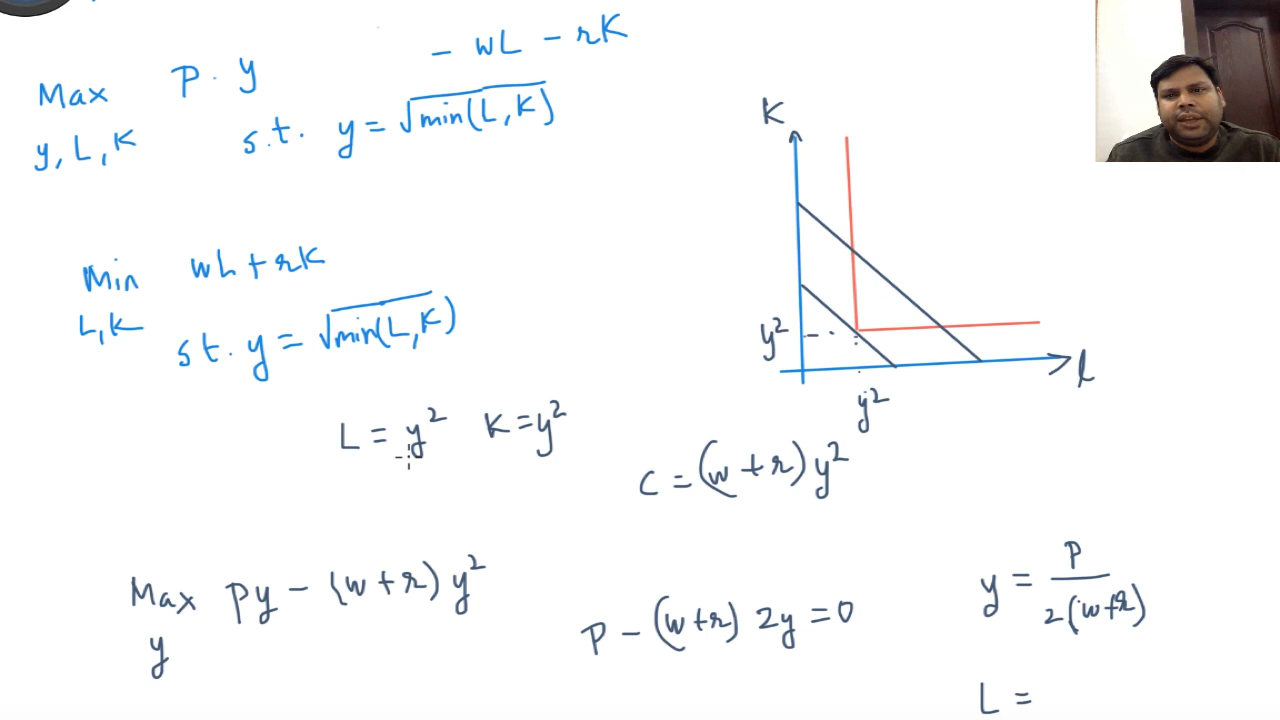 Max P. y - wL - rK
y, L, K s.t. y = √min(L, K)
Min wL + rK
L, K s.t. y = √min(L, K)
K
y²
l
y²
L = y² K = y²
C = (w + r) y²
Max Py - (w + r) y²
y
P - (w + r) 2y = 0
y = P / 2(w + r)
L =